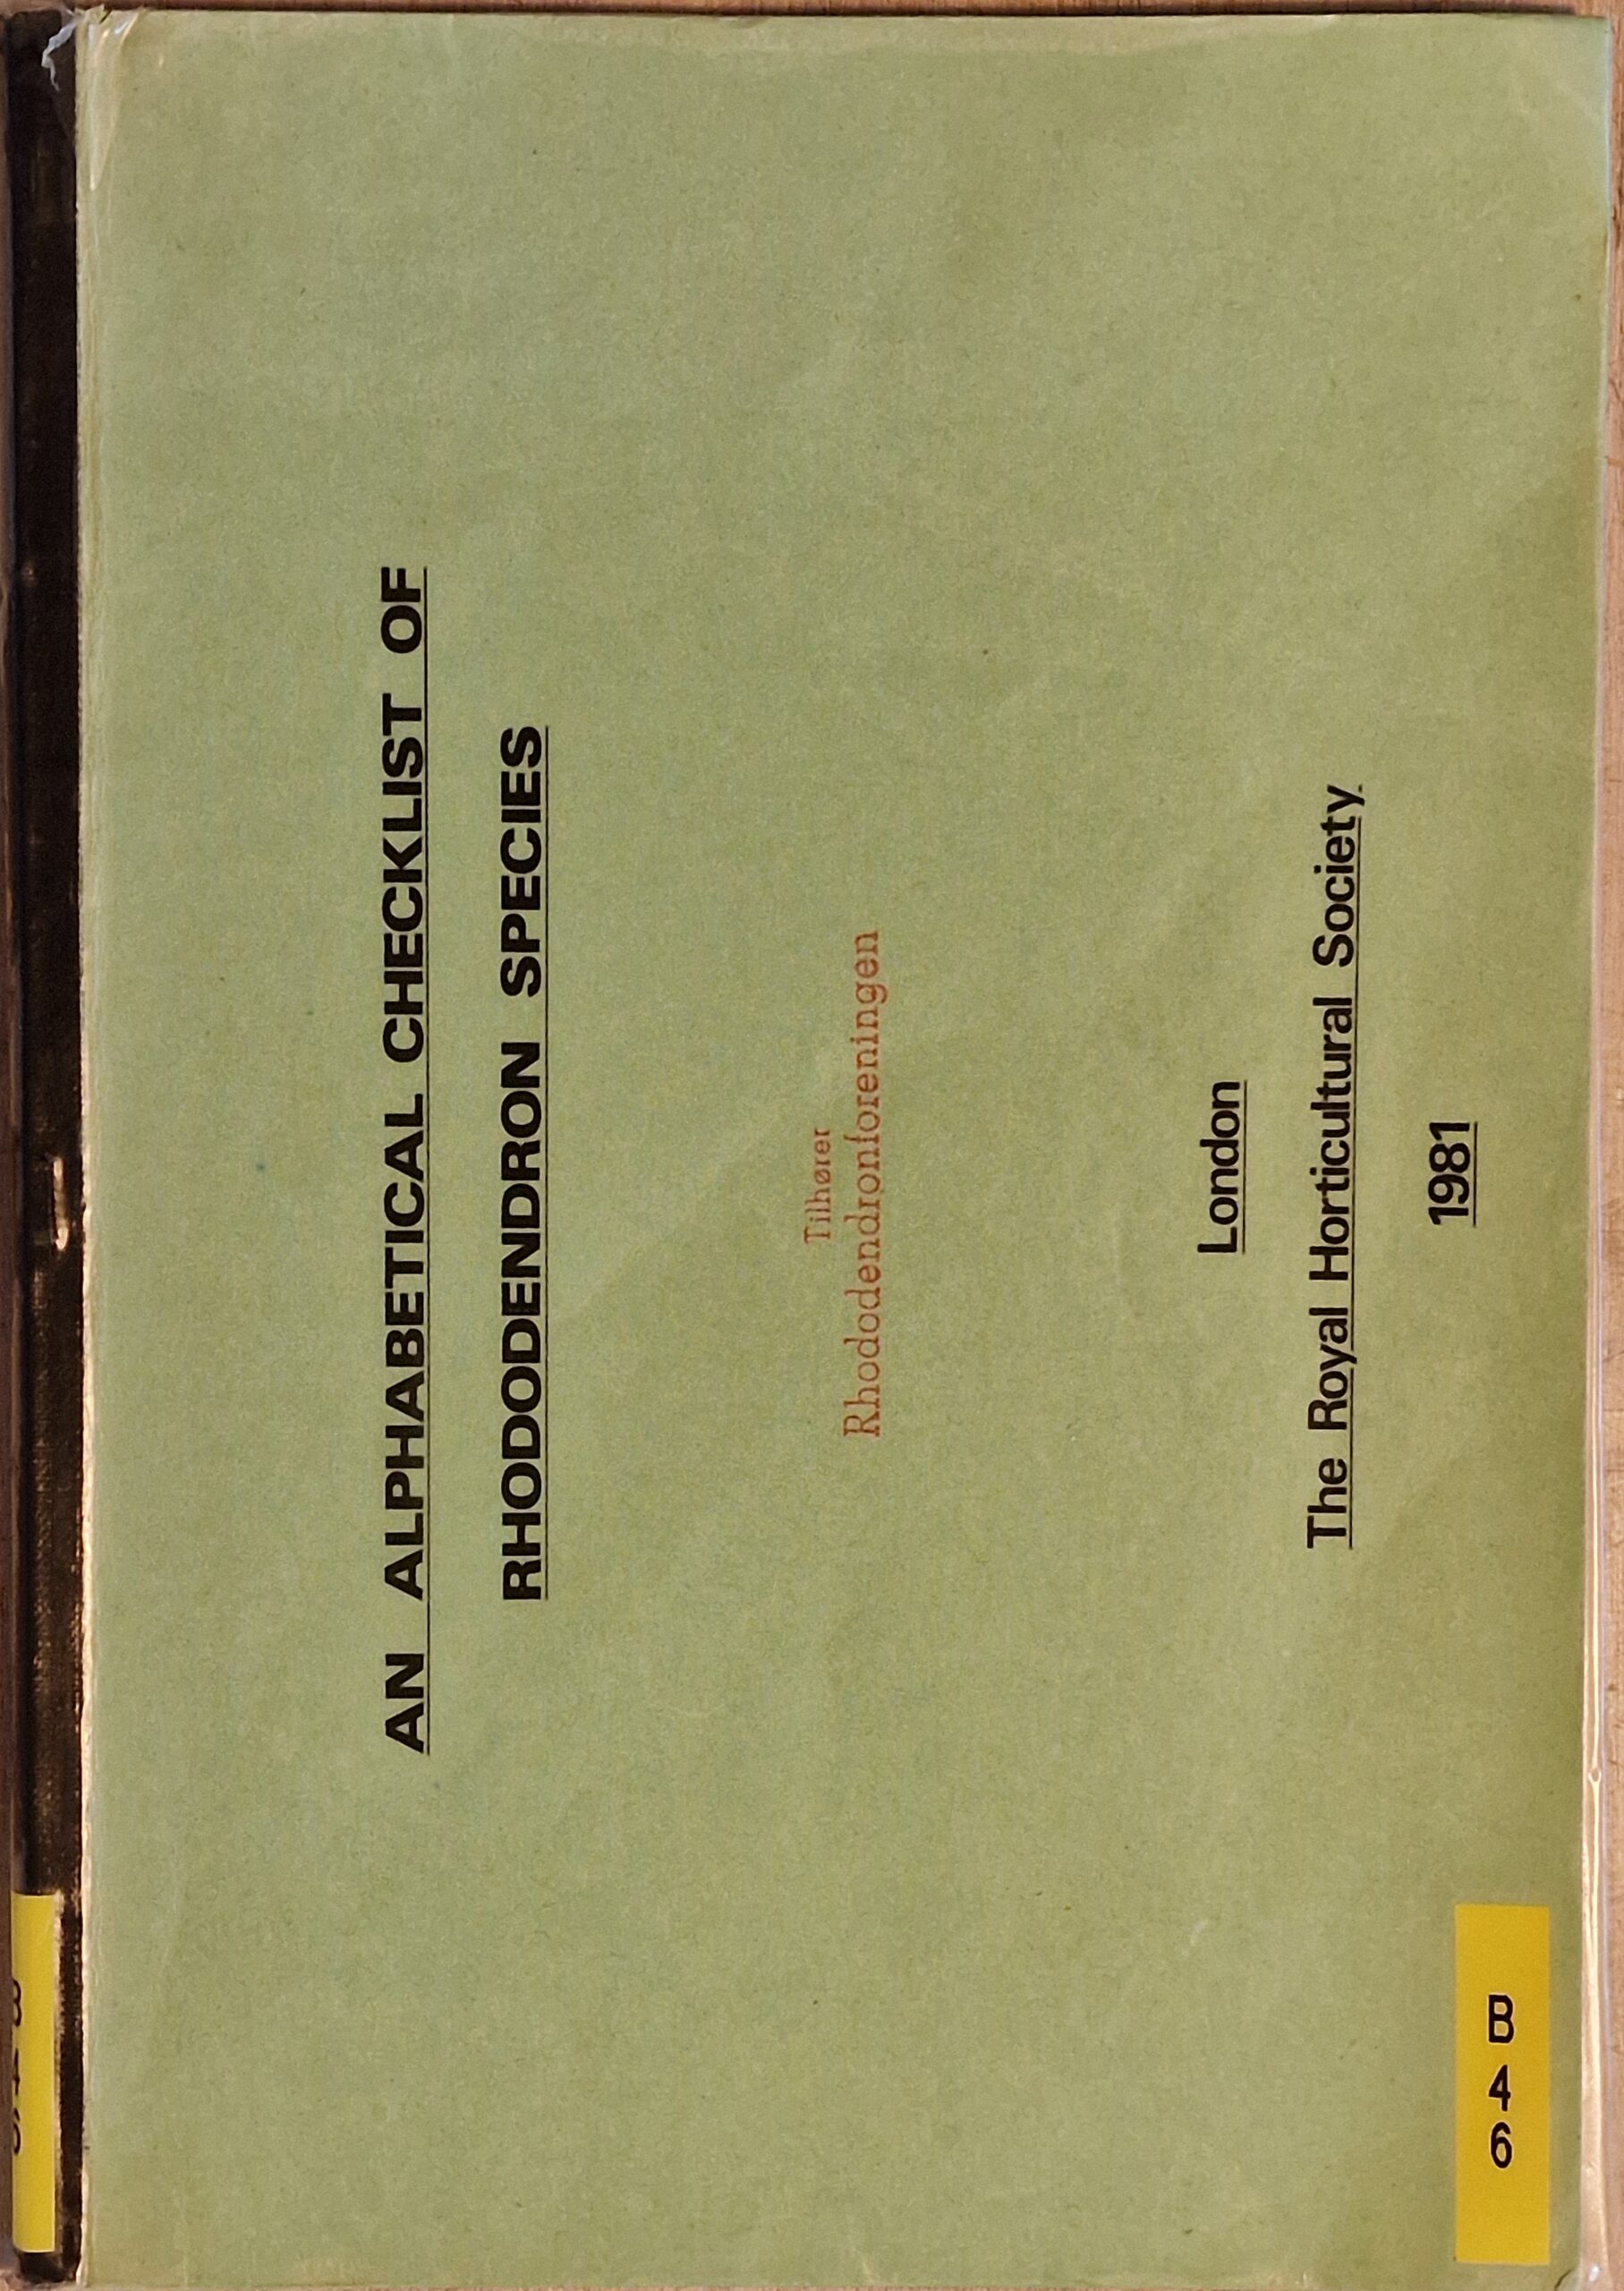 AN ALPHABETICAL CHECKLIST OF
RHODODENDRON SPECIES
Tilhører
Rhododendronforeningen
London
The Royal Horticultural Society.
1981
B
4
6